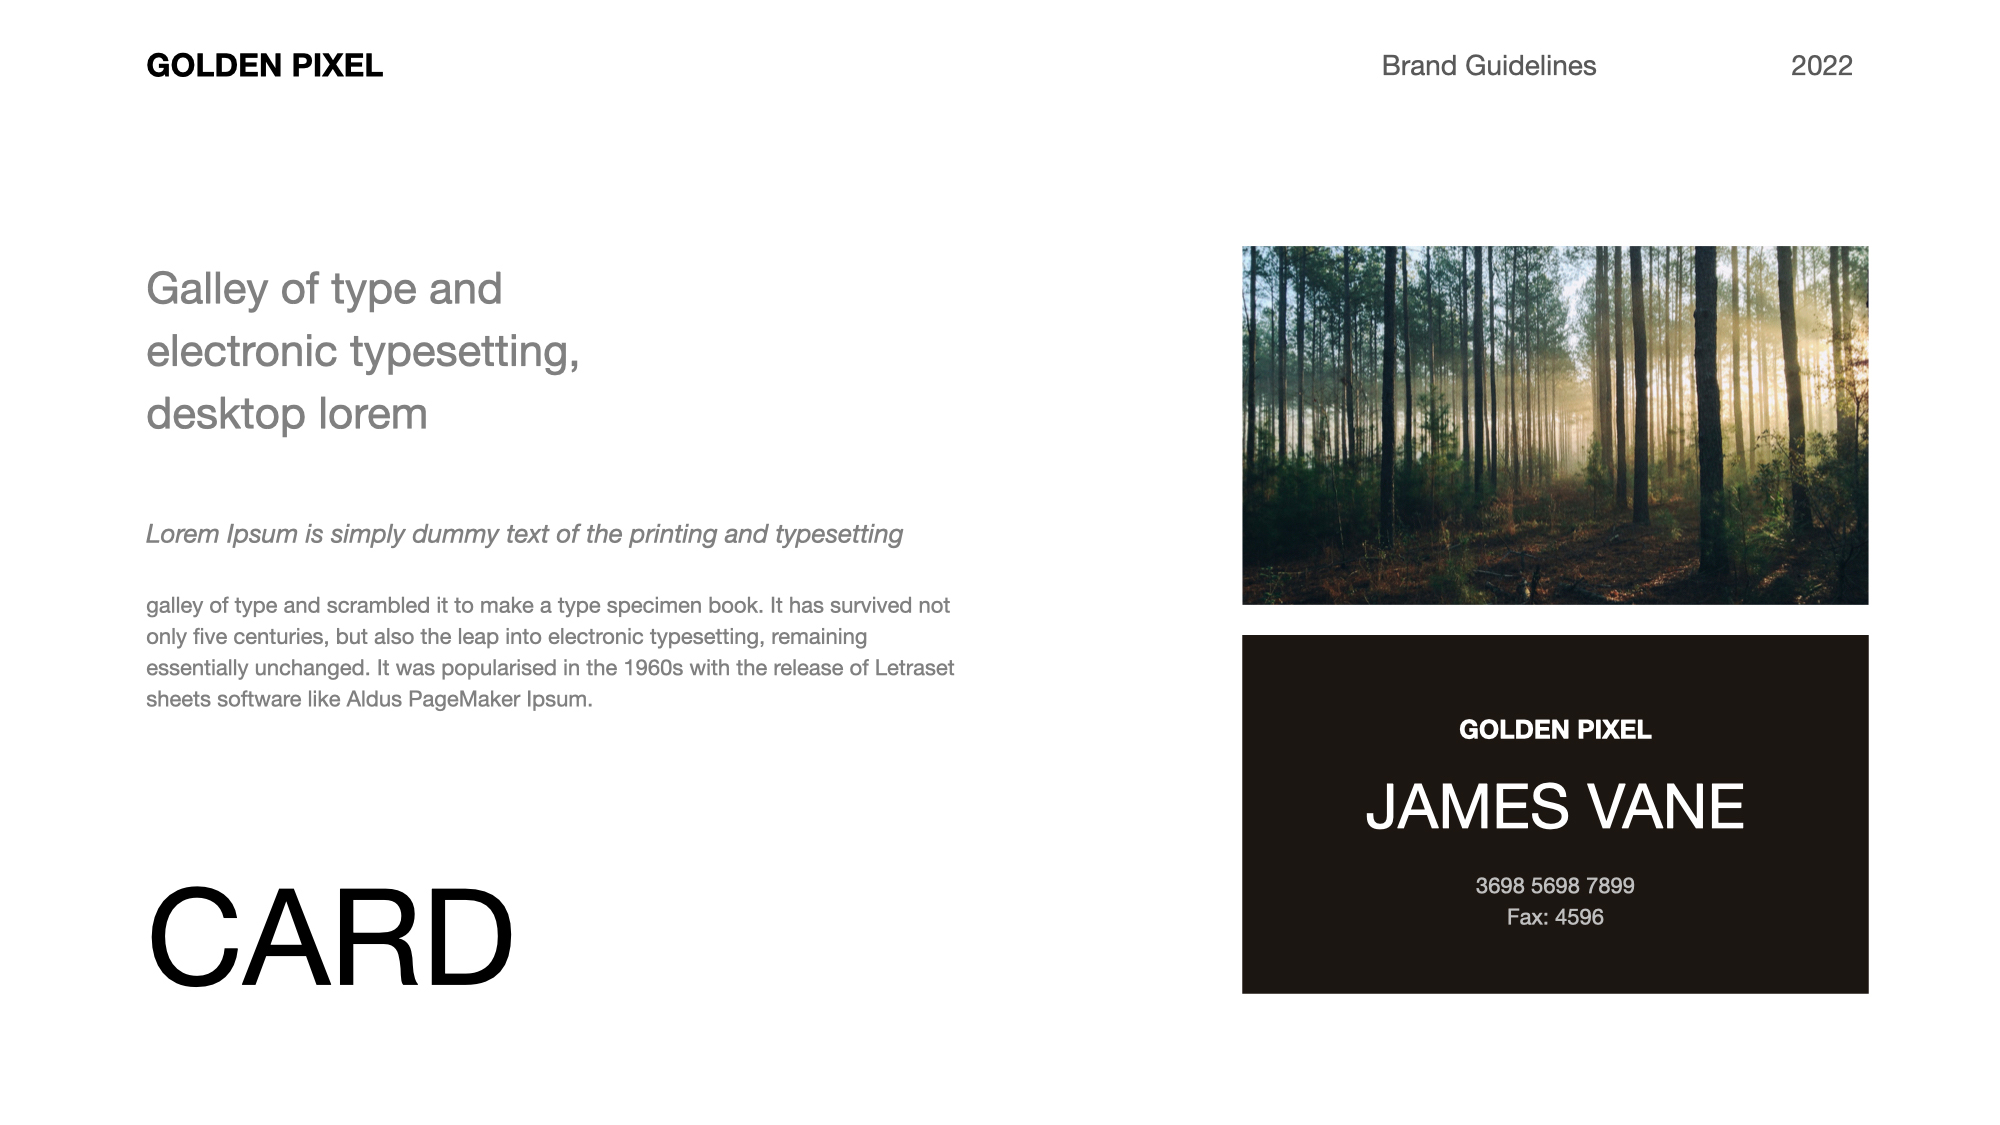 GOLDEN PIXEL
Brand Guidelines
2022
Galley of type and
electronic typesetting,
desktop lorem
Lorem Ipsum is simply dummy text of the printing and typesetting
galley of type and scrambled it to make a type specimen book. It has survived not
only five centuries, but also the leap into electronic typesetting, remaining
essentially unchanged. It was popularised in the 1960s with the release of Letraset
sheets software like Aldus PageMaker Ipsum.
CARD
GOLDEN PIXEL
JAMES VANE
3698 5698 7899
Fax: 4596